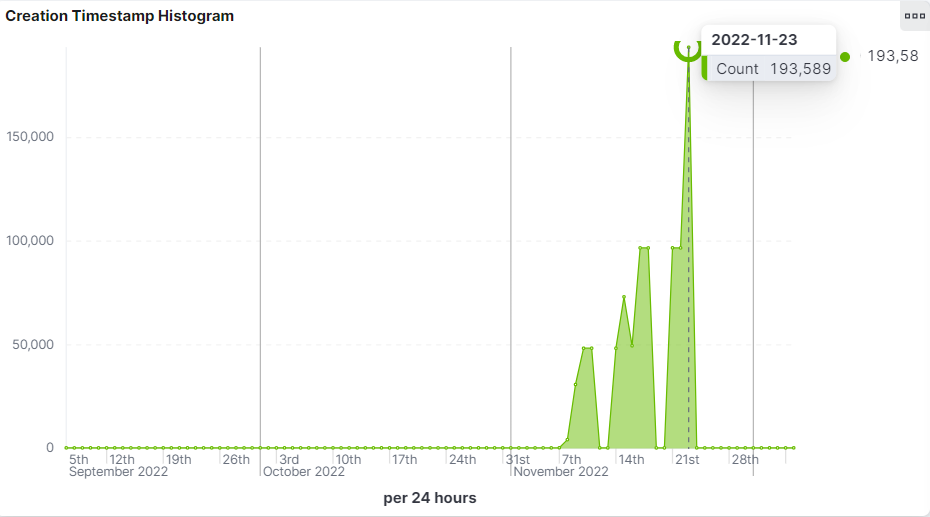 Creation Timestamp Histogram
2022-11-23
Count 193,589
193,58
150,000
100,000
50,000
0
5th 12th 19th 26th 3rd 10th 17th 24th 31st 7th 14th 21st 28th
September 2022 October 2022 November 2022
per 24 hours